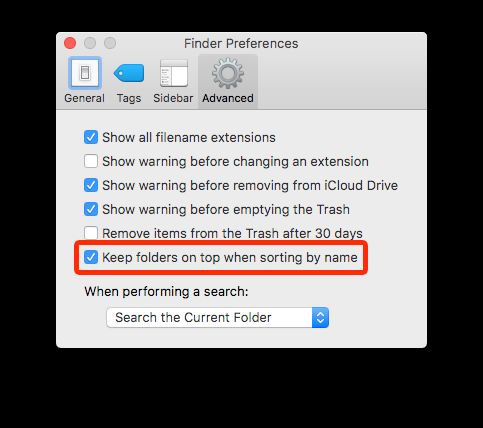 Finder Preferences
General Tags Sidebar Advanced
Show all filename extensions
Show warning before changing an extension
Show warning before removing from iCloud Drive
Show warning before emptying the Trash
Remove items from the Trash after 30 days
Keep folders on top when sorting by name
When performing a search:
Search the Current Folder